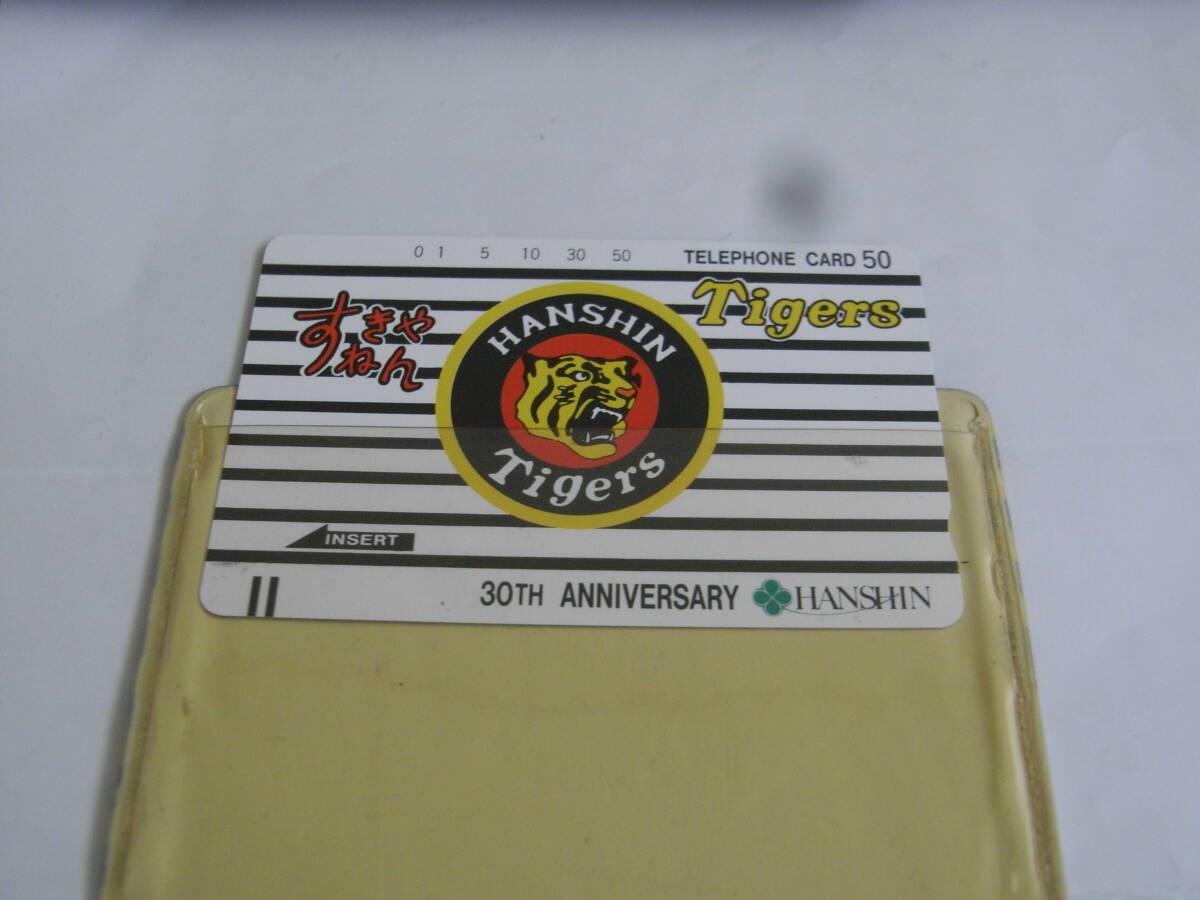 0 1 5 10 30 50 TELEPHONE CARD 50
すきや
ねん
HANSHIN
Tigers
Tigers
INSERT
30TH ANNIVERSARY HANSHIN